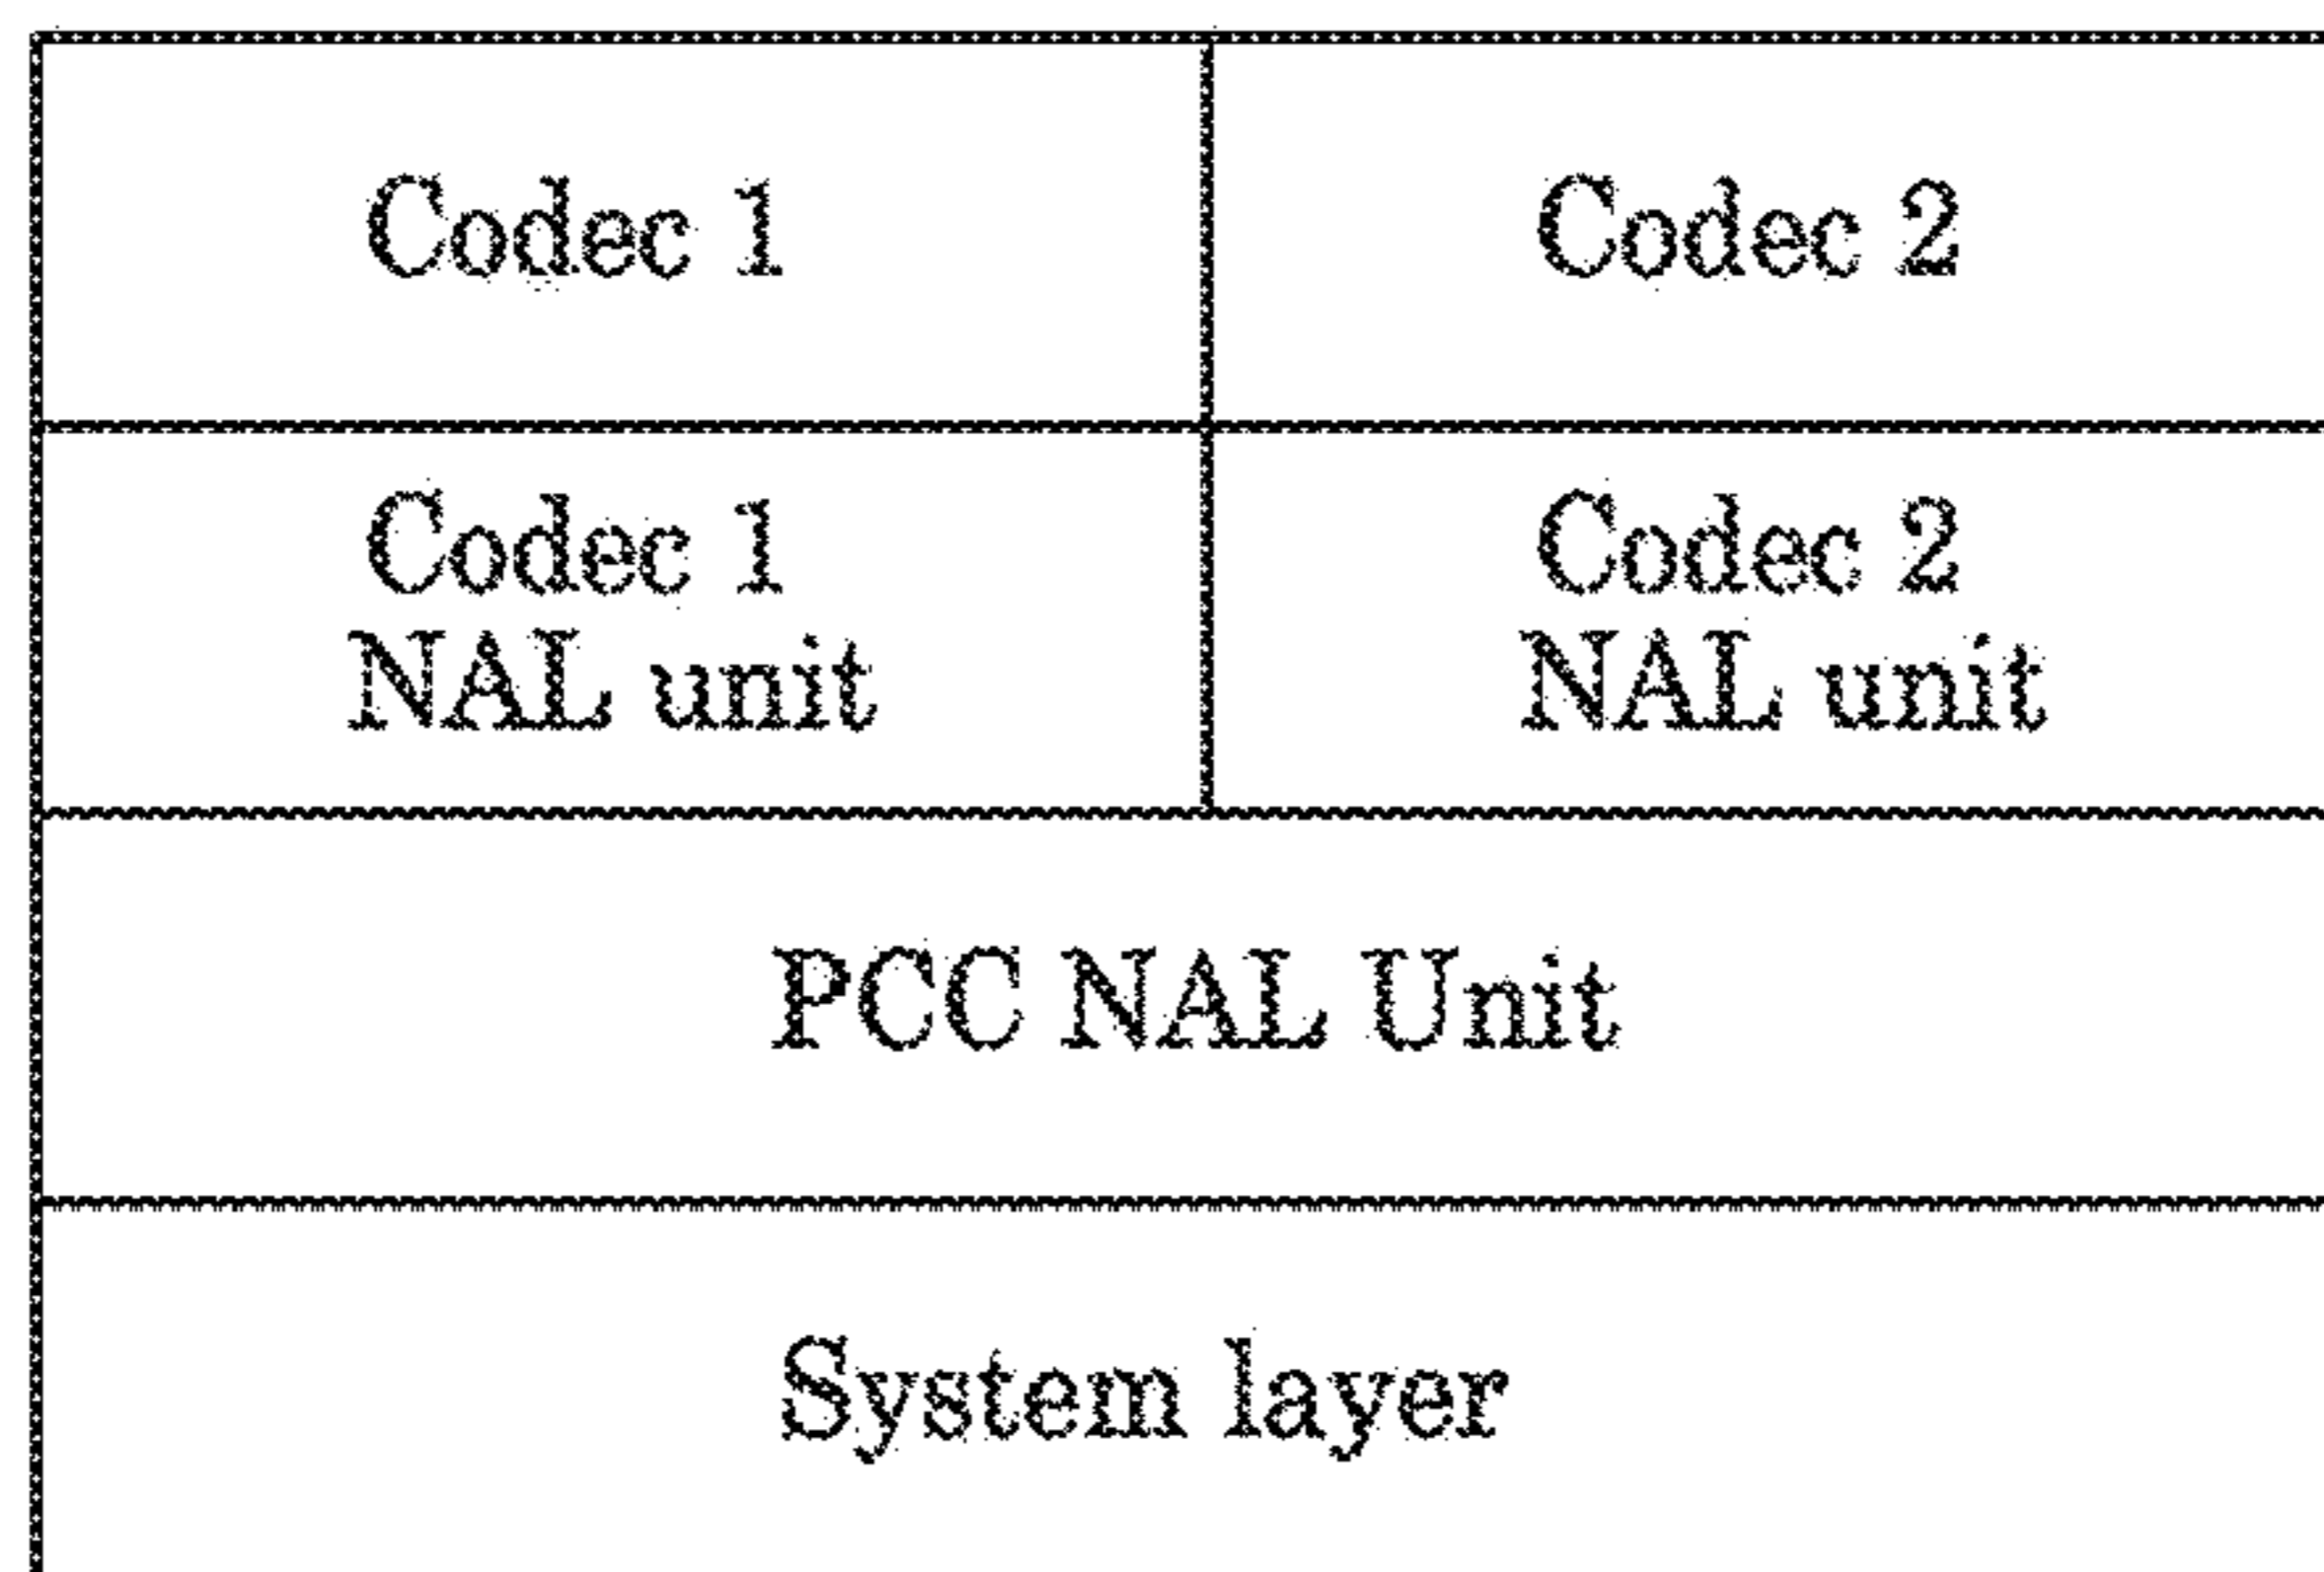 Codec 1
Codec 2
Codec 1
NAL unit
Codec 2
NAL unit
PCC NAL Unit
System layer